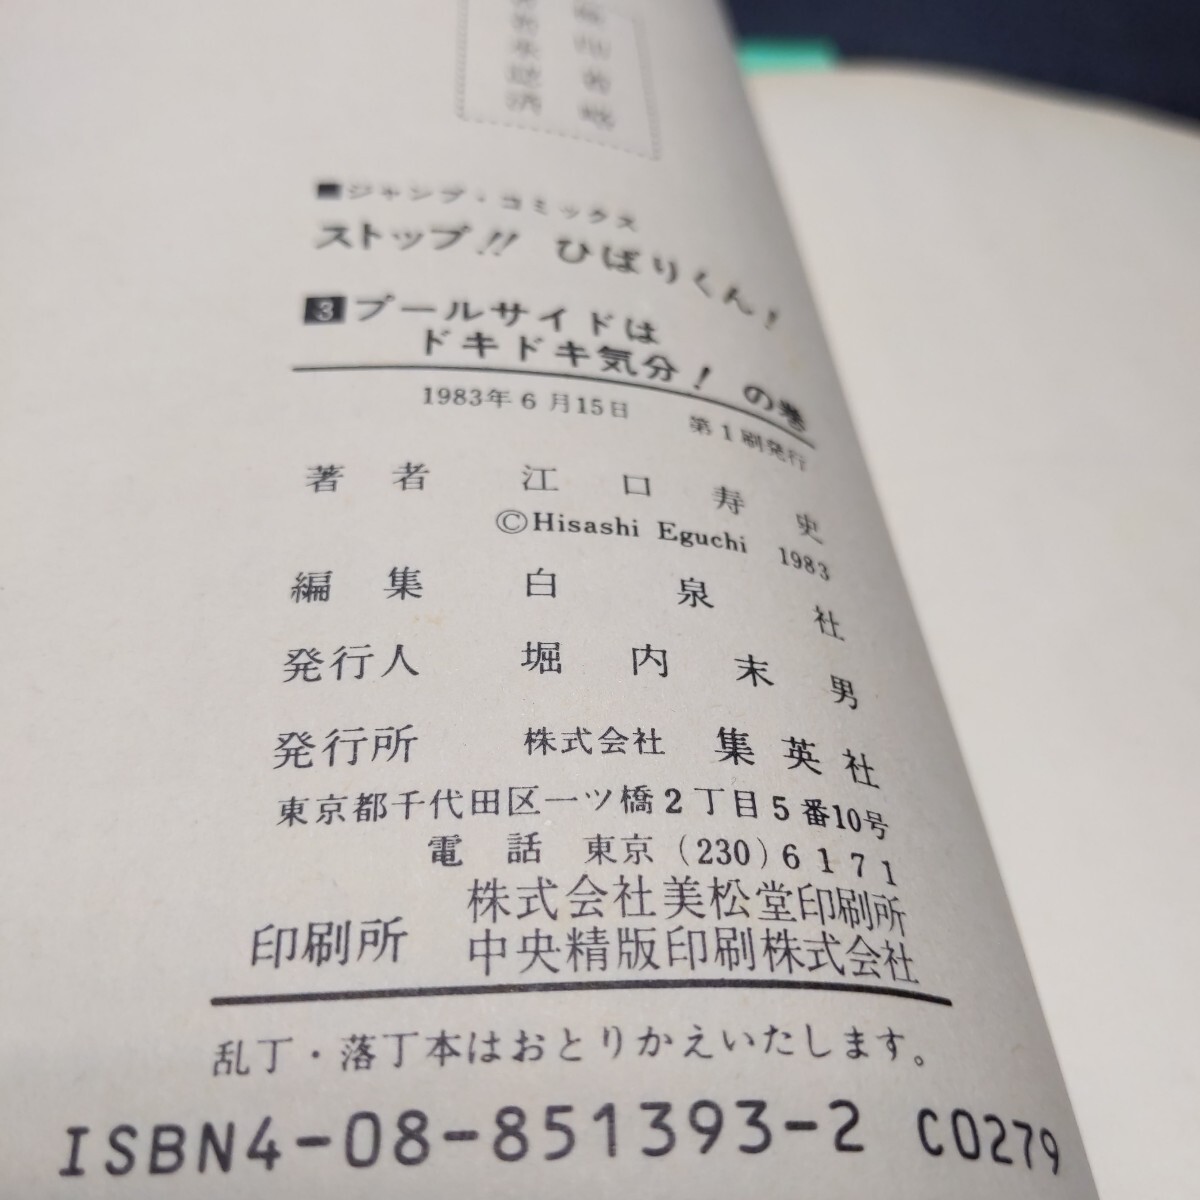 ■ジャンプ・コミックス
ストップ!! ひばりくん!
3 プールサイドは
ドキドキ気分! の巻
1983年6月15日 第1刷発行
著者 江口寿史
©Hisashi Eguchi 1983
編集 白泉社
発行人 堀内末男
発行所 株式会社 集英社
東京都千代田区一ツ橋2丁目5番10号
電話 東京(230)6171
印刷所 株式会社美松堂印刷所
中央精版印刷株式会社
乱丁・落丁本はおとりかえいたします。
ISBN4-08-851393-2 C0279